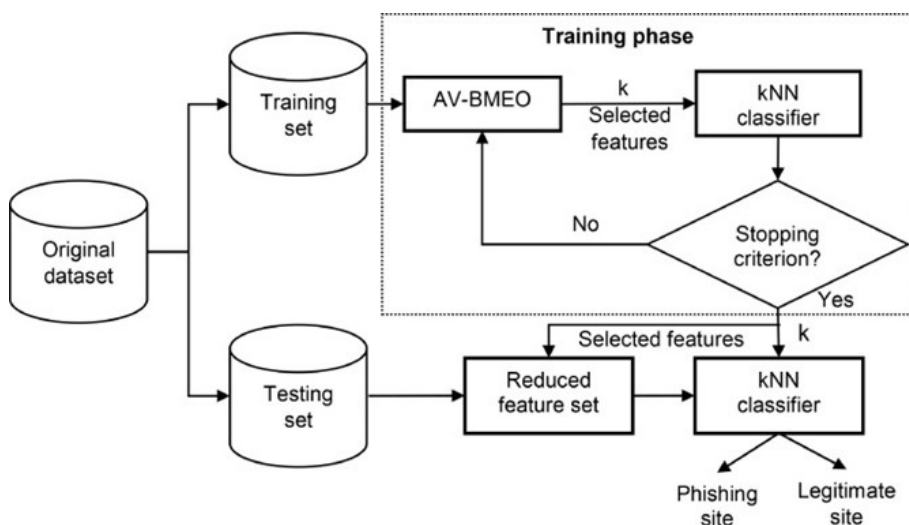 Training phase
Training
set
AV-BMEO
k
Selected
features
kNN
classifier
Original
dataset
No
Stopping
criterion?
Yes
Selected features
k
Testing
set
Reduced
feature set
kNN
classifier
Phishing
site
Legitimate
site